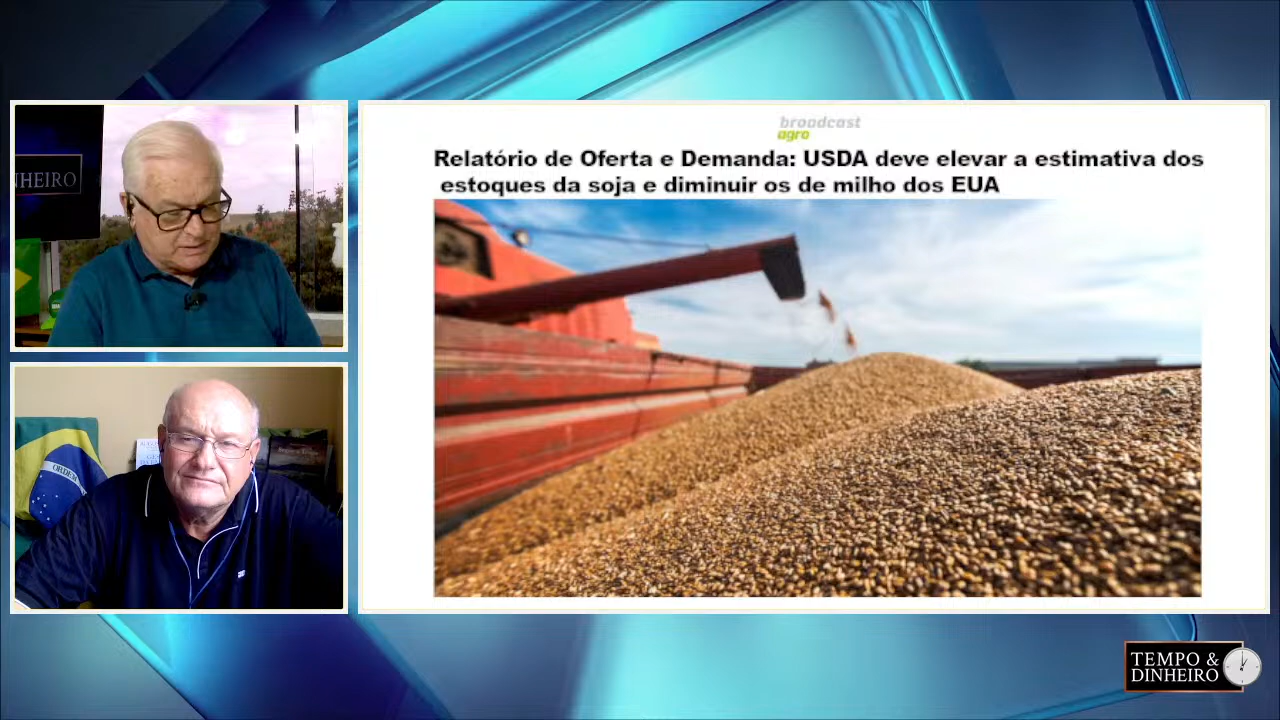 NHEIRO
ORDEM
broadcast
agro
Relatório de Oferta e Demanda: USDA deve elevar a estimativa dos
estoques da soja e diminuir os de milho dos EUA
TEMPO &
DINHEIRO